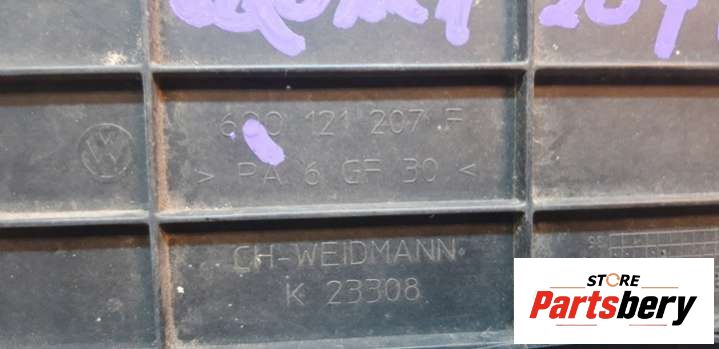 6Q0 121 207 F
> PA 6 GF 30 <
CH-WEIDMANN
K 23308
STORE
Partsbery